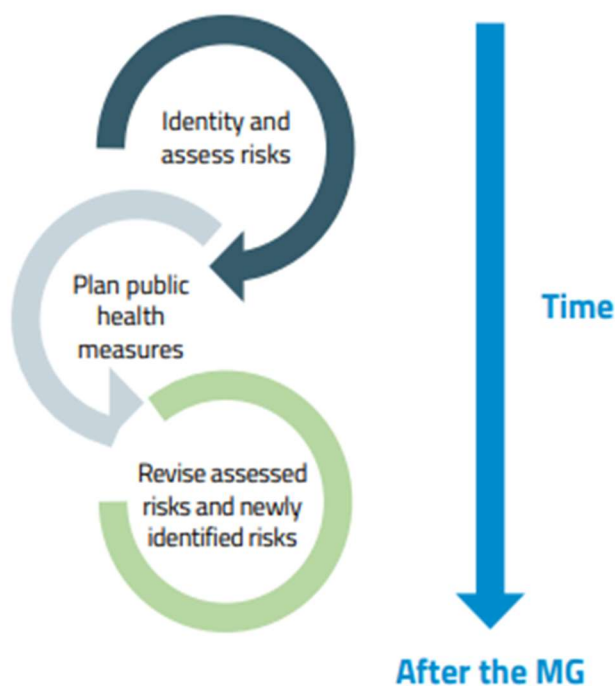 Identity and
assess risks
Plan public
health
measures
Time
Revise assessed
risks and newly
identified risks
After the MG